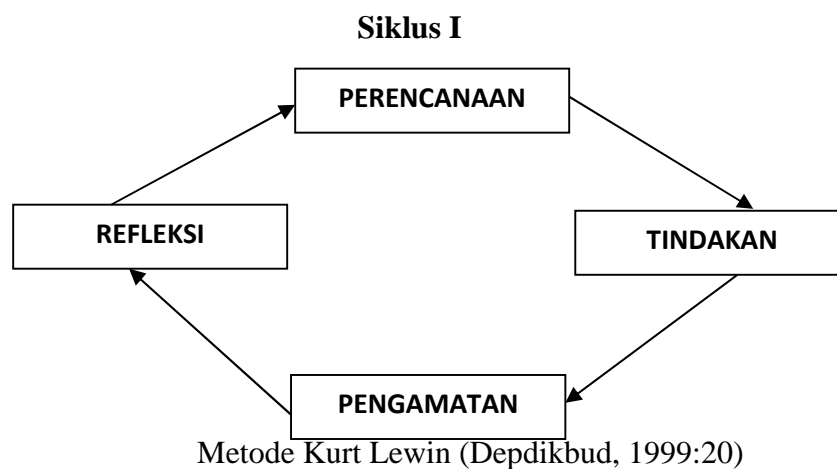 Siklus I
PERENCANAAN
REFLEKSI
TINDAKAN
PENGAMATAN
Metode Kurt Lewin (Depdikbud, 1999:20)